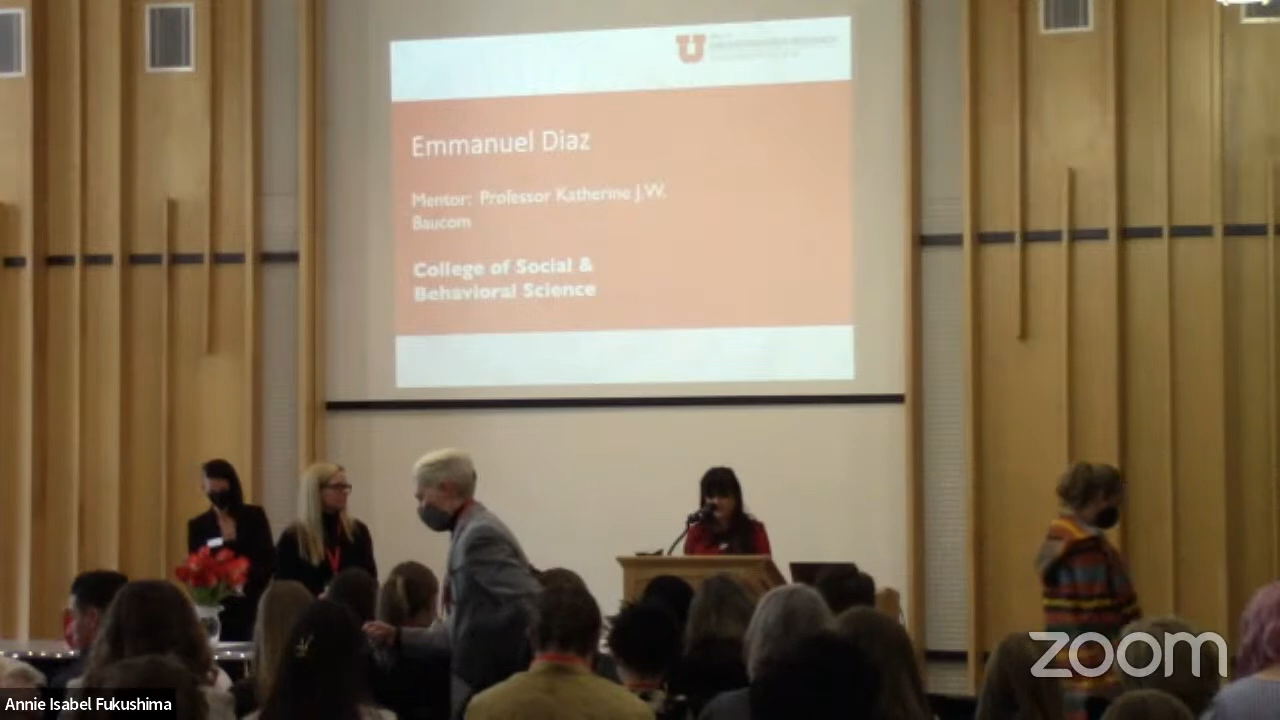 U
Emmanuel Diaz
Mentor: Professor Katherine J.W.
Baucom
College of Social &
Behavioral Science
zoom
Annie Isabel Fukushima